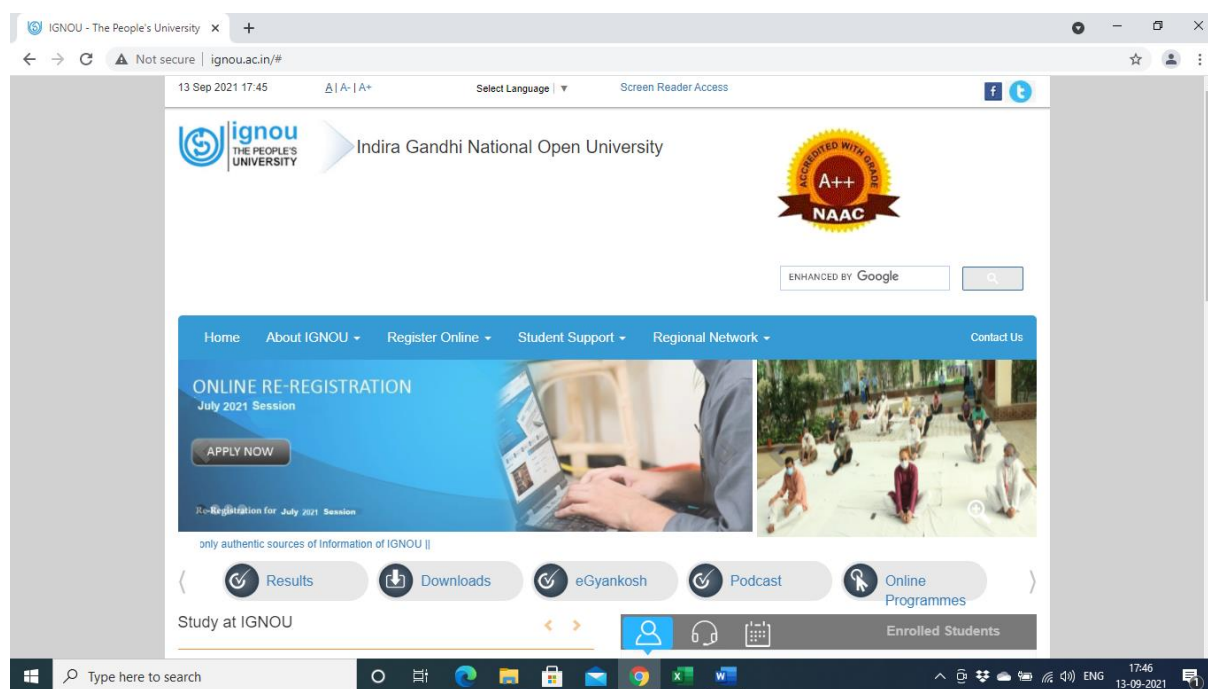 IGNOU - The People's University
Not secure | ignou.ac.in/#
13 Sep 2021 17:45 A | A- | A+ Select Language ▼ Screen Reader Access
ignou
THE PEOPLE'S
UNIVERSITY
Indira Gandhi National Open University
ACCREDITED WITH GRADE
A++
NAAC
ENHANCED BY Google
Home About IGNOU Register Online Student Support Regional Network Contact Us
ONLINE RE-REGISTRATION
July 2021 Session
APPLY NOW
Re-Registration for July 2021 Session
only authentic sources of Information of IGNOU ||
Results Downloads eGyankosh Podcast Online
Programmes
Study at IGNOU
Enrolled Students
Type here to search
ENG
17:46
13-09-2021